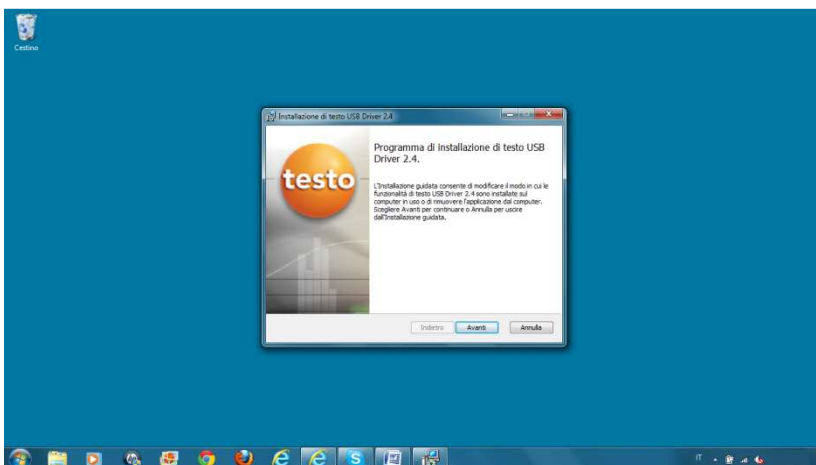 Cestino
Installazione di testo USB Driver 2.4
testo
Programma di installazione di testo USB
Driver 2.4.
L'Installazione guidata consente di modificare il modo in cui le
funzionalità di testo USB Driver 2.4 sono installate sul
computer in uso o di rimuovere l'applicazione dal computer.
Scegliere Avanti per continuare o Annulla per uscire
dall'Installazione guidata.
Indietro Avanti Annulla
IT